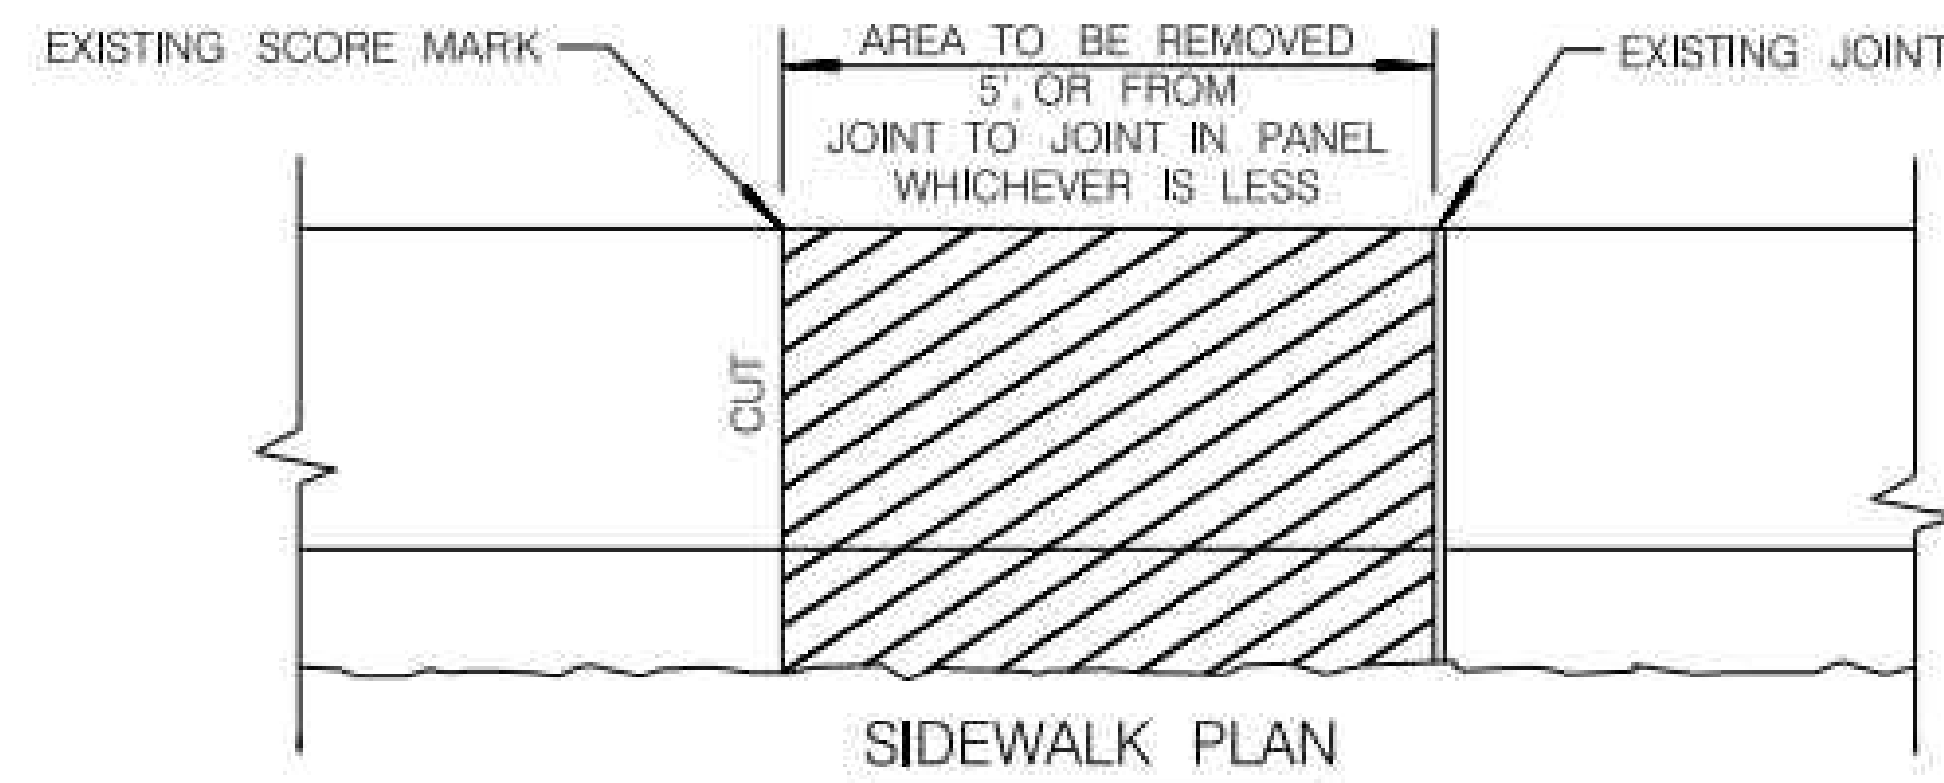 EXISTING SCORE MARK
AREA TO BE REMOVED
5', OR FROM
JOINT TO JOINT IN PANEL
WHICHEVER IS LESS
EXISTING JOINT
CUT
SIDEWALK PLAN